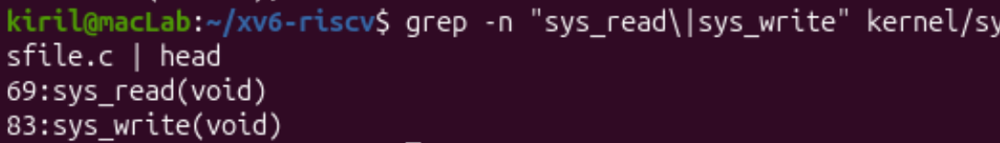 kiril@macLab:~/xv6-riscv$ grep -n "sys_read\|sys_write" kernel/sy
sfile.c | head
69:sys_read(void)
83:sys_write(void)